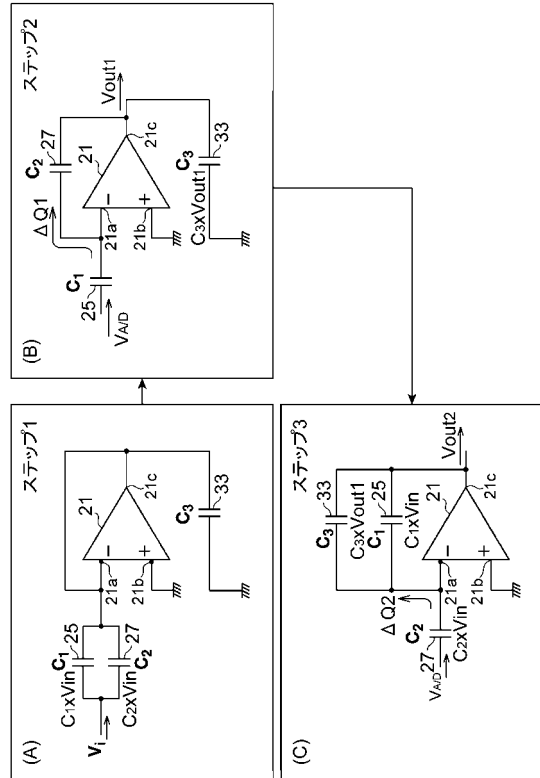 (A)
ステップ1
Vi
C1xVin
C1
25
27
C2
C2xVin
21a
21b
21
21c
C3
33
(B)
ステップ2
VA/D
25
C1
ΔQ1
C2
27
21
21a
21b
21c
Vout1
C3
33
C3xVout1
(C)
ステップ3
VA/D
27
C2
C2xVin
ΔQ2
C3
33
C3xVout1
C1
25
C1xVin
21
21a
21b
21c
Vout2